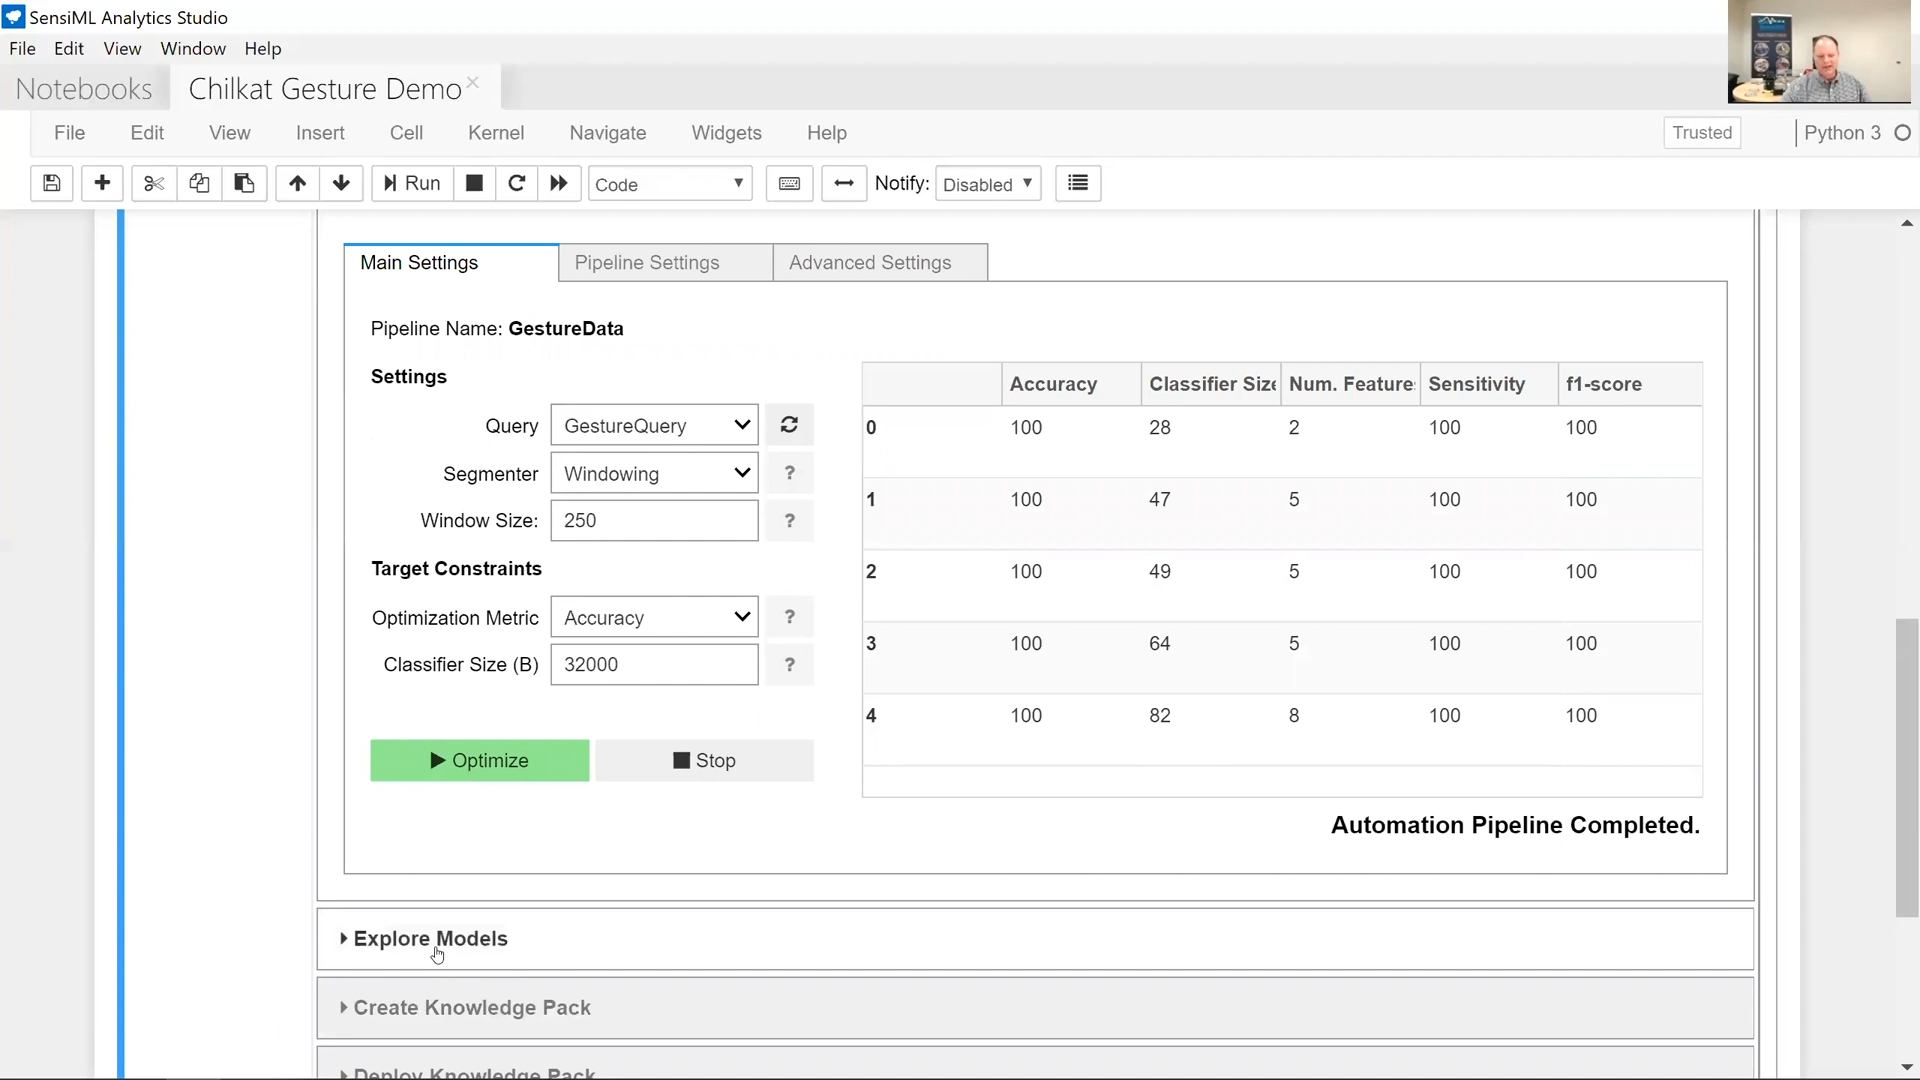 SensiML Analytics Studio
File Edit View Window Help
Notebooks Chilkat Gesture Demo
File Edit View Insert Cell Kernel Navigate Widgets Help Trusted Python 3
Run Code Notify: Disabled
Main Settings Pipeline Settings Advanced Settings
Pipeline Name: GestureData
Settings
Query GestureQuery
Segmenter Windowing ?
Window Size: 250 ?
Target Constraints
Optimization Metric Accuracy ?
Classifier Size (B) 32000 ?
Optimize Stop
Accuracy Classifier Size Num. Feature Sensitivity f1-score
0 100 28 2 100 100
1 100 47 5 100 100
2 100 49 5 100 100
3 100 64 5 100 100
4 100 82 8 100 100
Automation Pipeline Completed.
Explore Models
Create Knowledge Pack
Deploy Knowledge Pack